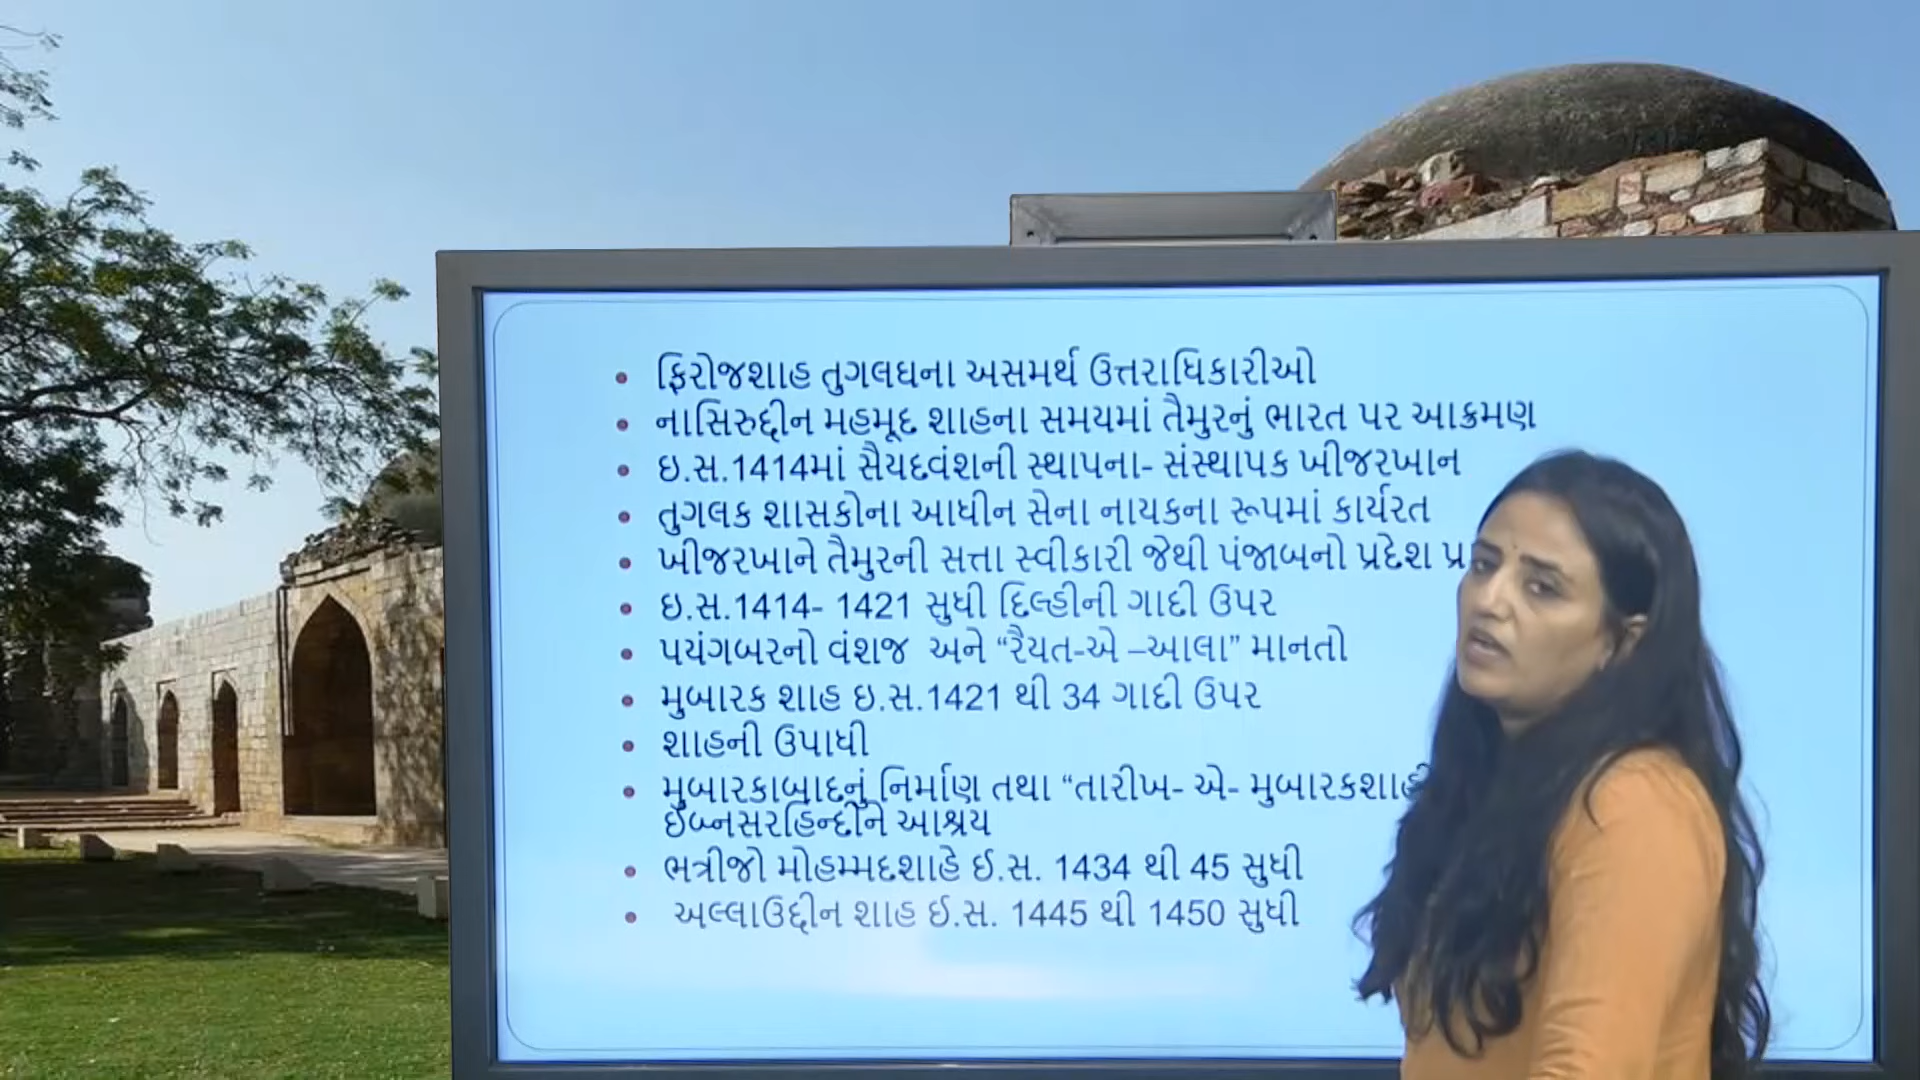 • ફિરોજશાહ તુગલઘના અસમર્થ ઉત્તરાધિકારીઓ
• નાસિરુદ્દીન મહમૂદ શાહના સમયમાં તૈમુરનું ભારત પર આક્રમણ
• ઇ.સ.1414માં સૈયદવંશની સ્થાપના- સંસ્થાપક ખીજરખાન
• તુગલક શાસકોના આધીન સેના નાયકના રૂપમાં કાર્યરત
• ખીજરખાને તૈમુરની સત્તા સ્વીકારી જેથી પંજાબનો પ્રદેશ
• ઇ.સ.1414- 1421 સુધી દિલ્હીની ગાદી ઉપર
• પયંગબરનો વંશજ અને “રૈયત-એ –આલા” માનતો
• મુબારક શાહ ઇ.સ.1421 થી 34 ગાદી ઉપર
• શાહની ઉપાધી
• મુબારકાબાદનું નિર્માણ તથા “તારીખ- એ- મુબારકશાહી
ઈબ્નસરહિન્દીને આશ્રય
• ભત્રીજો મોહમ્મદશાહે ઈ.સ. 1434 થી 45 સુધી
• અલ્લાઉદ્દીન શાહ ઈ.સ. 1445 થી 1450 સુધી